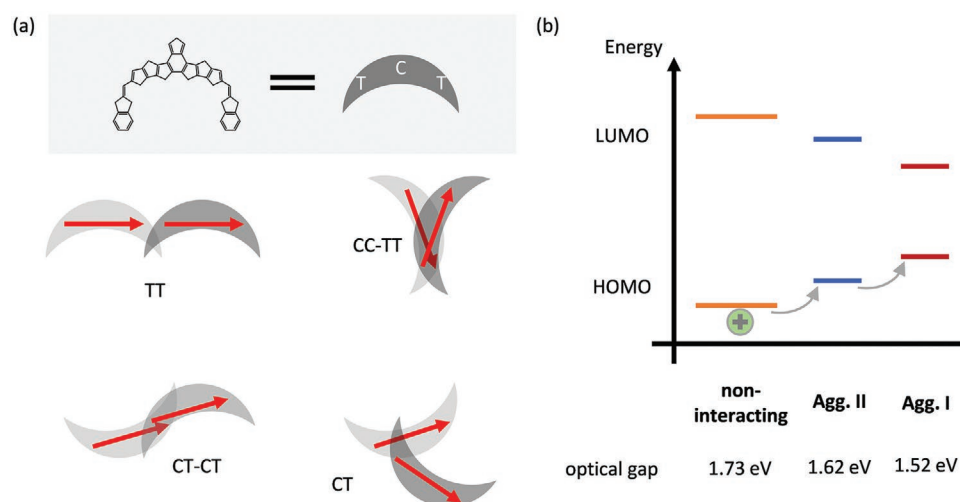 (a)
T C T
TT
CC-TT
CT-CT
CT
(b)
Energy
LUMO
HOMO
+
non-
interacting
Agg. II
Agg. I
optical gap
1.73 eV
1.62 eV
1.52 eV